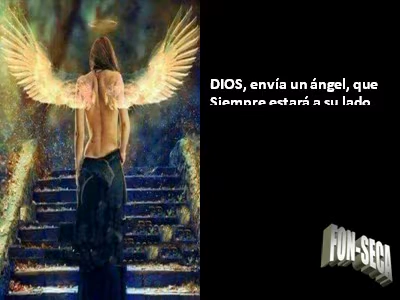 DIOS, envía un ángel, que
Siempre estará a su lado
FON-SECA